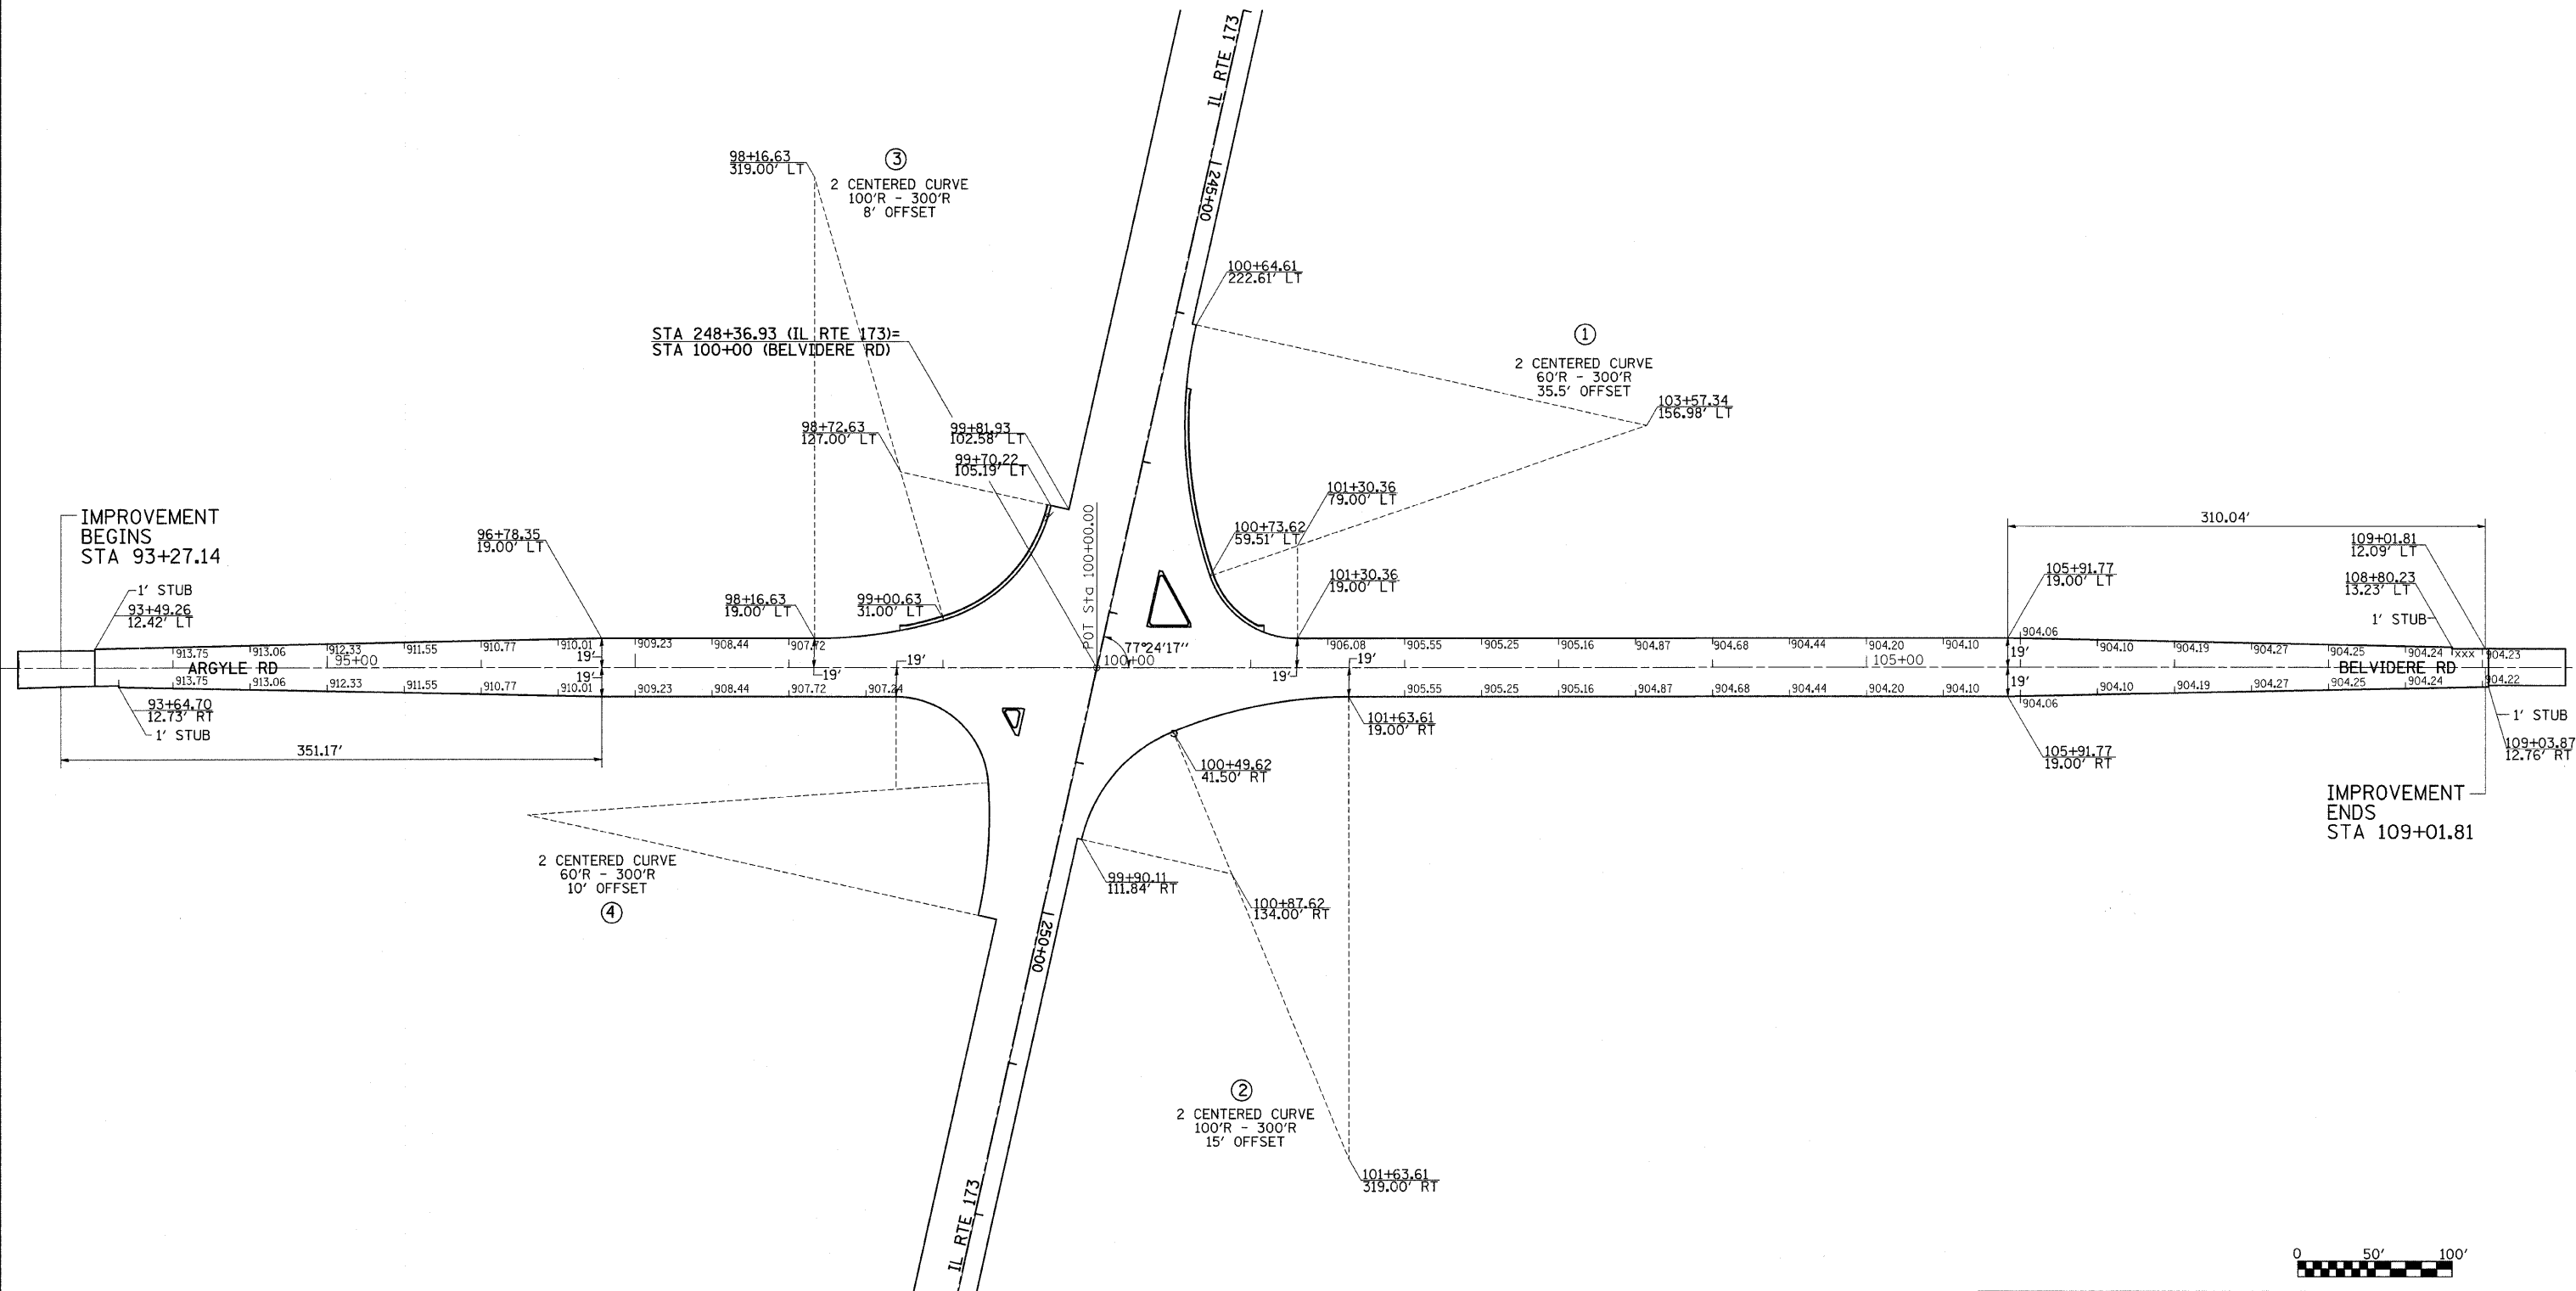 IL RTE 173
245+00
98+16.63
319.00' LT
3
2 CENTERED CURVE
100'R - 300'R
8' OFFSET
100+64.61
222.61' LT
STA 248+36.93 (IL RTE 173)=
STA 100+00 (BELVIDERE RD)
1
2 CENTERED CURVE
60'R - 300'R
35.5' OFFSET
103+57.34
156.98' LT
98+72.63
127.00' LT
99+81.93
102.58' LT
99+70.22
105.19' LT
101+30.36
79.00' LT
100+73.62
59.51' LT
IMPROVEMENT
BEGINS
STA 93+27.14
96+78.35
19.00' LT
310.04'
109+01.81
12.09' LT
1' STUB
93+49.26
12.42' LT
98+16.63
19.00' LT
99+00.63
31.00' LT
POT Sta 100+00.00
101+30.36
19.00' LT
105+91.77
19.00' LT
108+80.23
13.23' LT
1' STUB
77°24'17"
913.75 913.06 912.33 911.55 910.77 910.01 909.23 908.44 907.72
906.08 905.55 905.25 905.16 904.87 904.68 904.44 904.20 904.10 904.06 904.10 904.19 904.27 904.25 904.24 xxx 904.23
19' 19' 19'
ARGYLE RD 95+00 100+00 105+00 BELVIDERE RD
19' 19' 19' 19'
913.75 913.06 912.33 911.55 910.77 910.01 909.23 908.44 907.72 907.24
905.55 905.25 905.16 904.87 904.68 904.44 904.20 904.10 904.06 904.10 904.19 904.27 904.25 904.24 904.22
93+64.70
12.73' RT
1' STUB
351.17'
101+63.61
19.00' RT
105+91.77
19.00' RT
1' STUB
109+03.87
12.76' RT
100+49.62
41.50' RT
IMPROVEMENT
ENDS
STA 109+01.81
2 CENTERED CURVE
60'R - 300'R
10' OFFSET
4
99+90.11
111.84' RT
100+87.62
134.00' RT
250+00
2
2 CENTERED CURVE
100'R - 300'R
15' OFFSET
101+63.61
319.00' RT
IL RTE 173
0 50' 100'